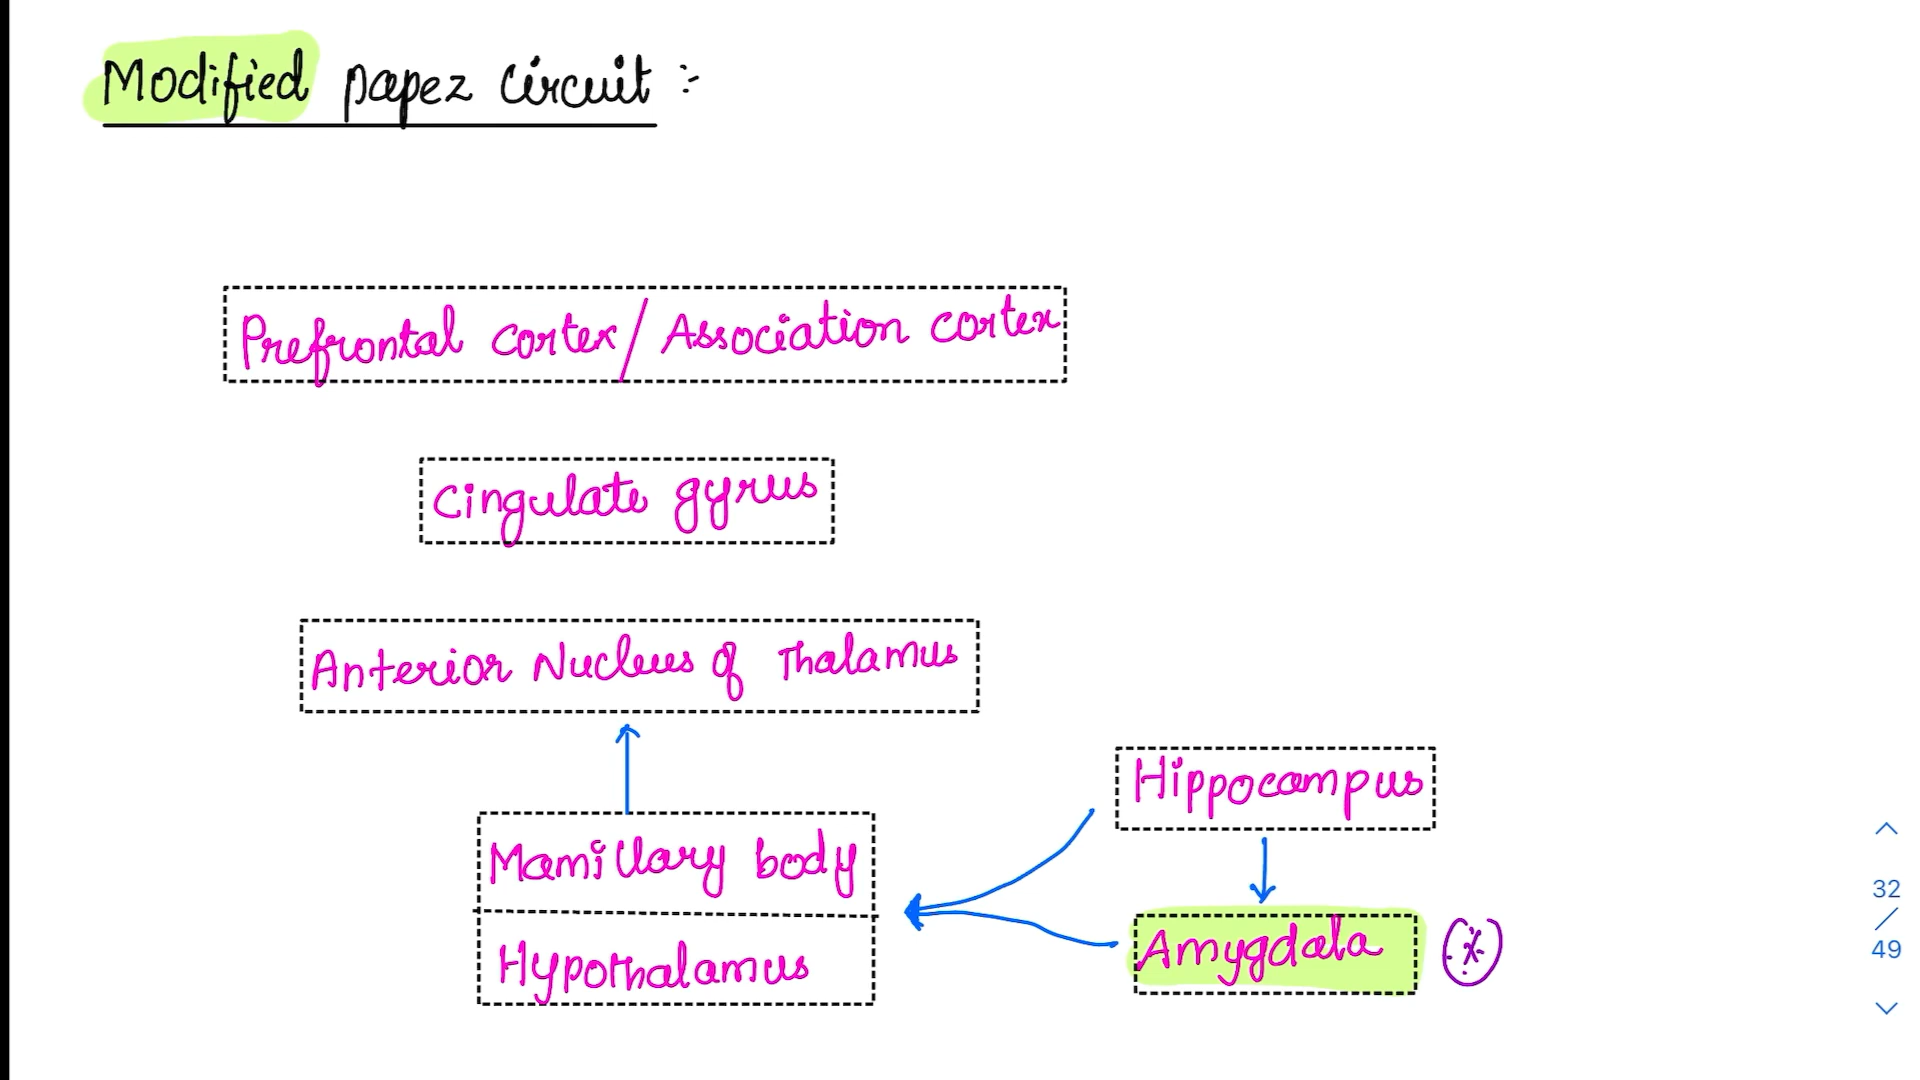 Modified papez circuit :-
Prefrontal cortex/Association cortex
Cingulate gyrus
Anterior Nucleus of Thalamus
Hippocampus
Mamillary body
Hypothalamus
Amygdala (*)
32
/
49